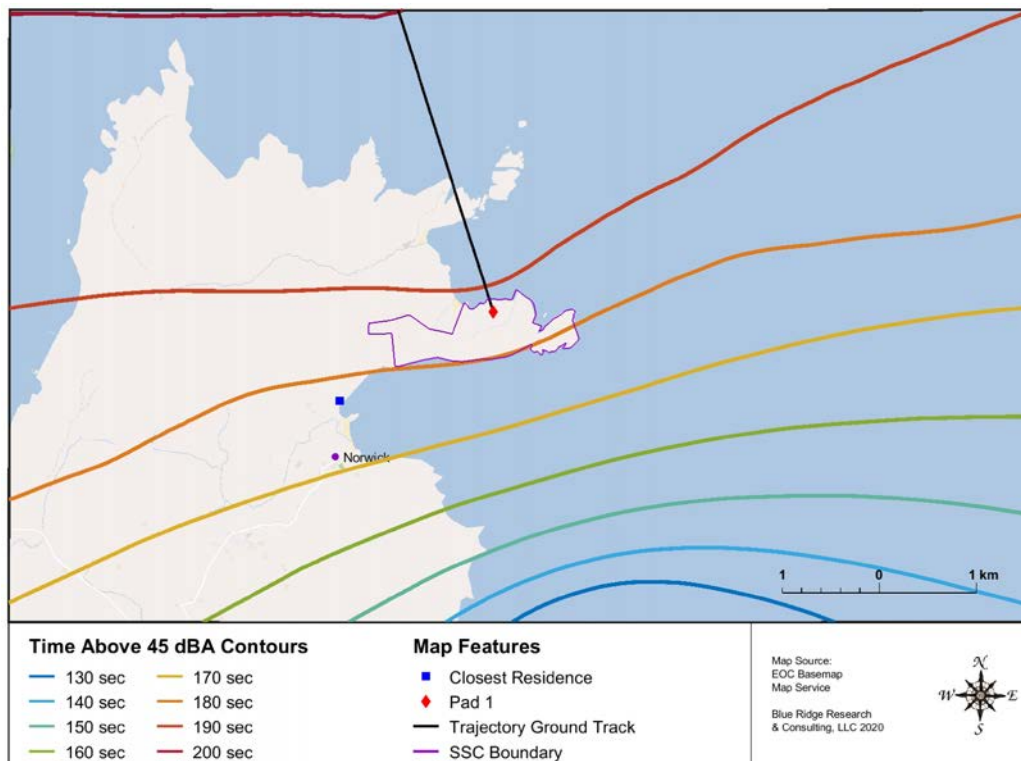 Norwick
1 0 1 km
Time Above 45 dBA Contours
130 sec
140 sec
150 sec
160 sec
170 sec
180 sec
190 sec
200 sec
Map Features
Closest Residence
Pad 1
Trajectory Ground Track
SSC Boundary
Map Source:
EOC Basemap
Map Service
Blue Ridge Research
& Consulting, LLC 2020
N
W E
S